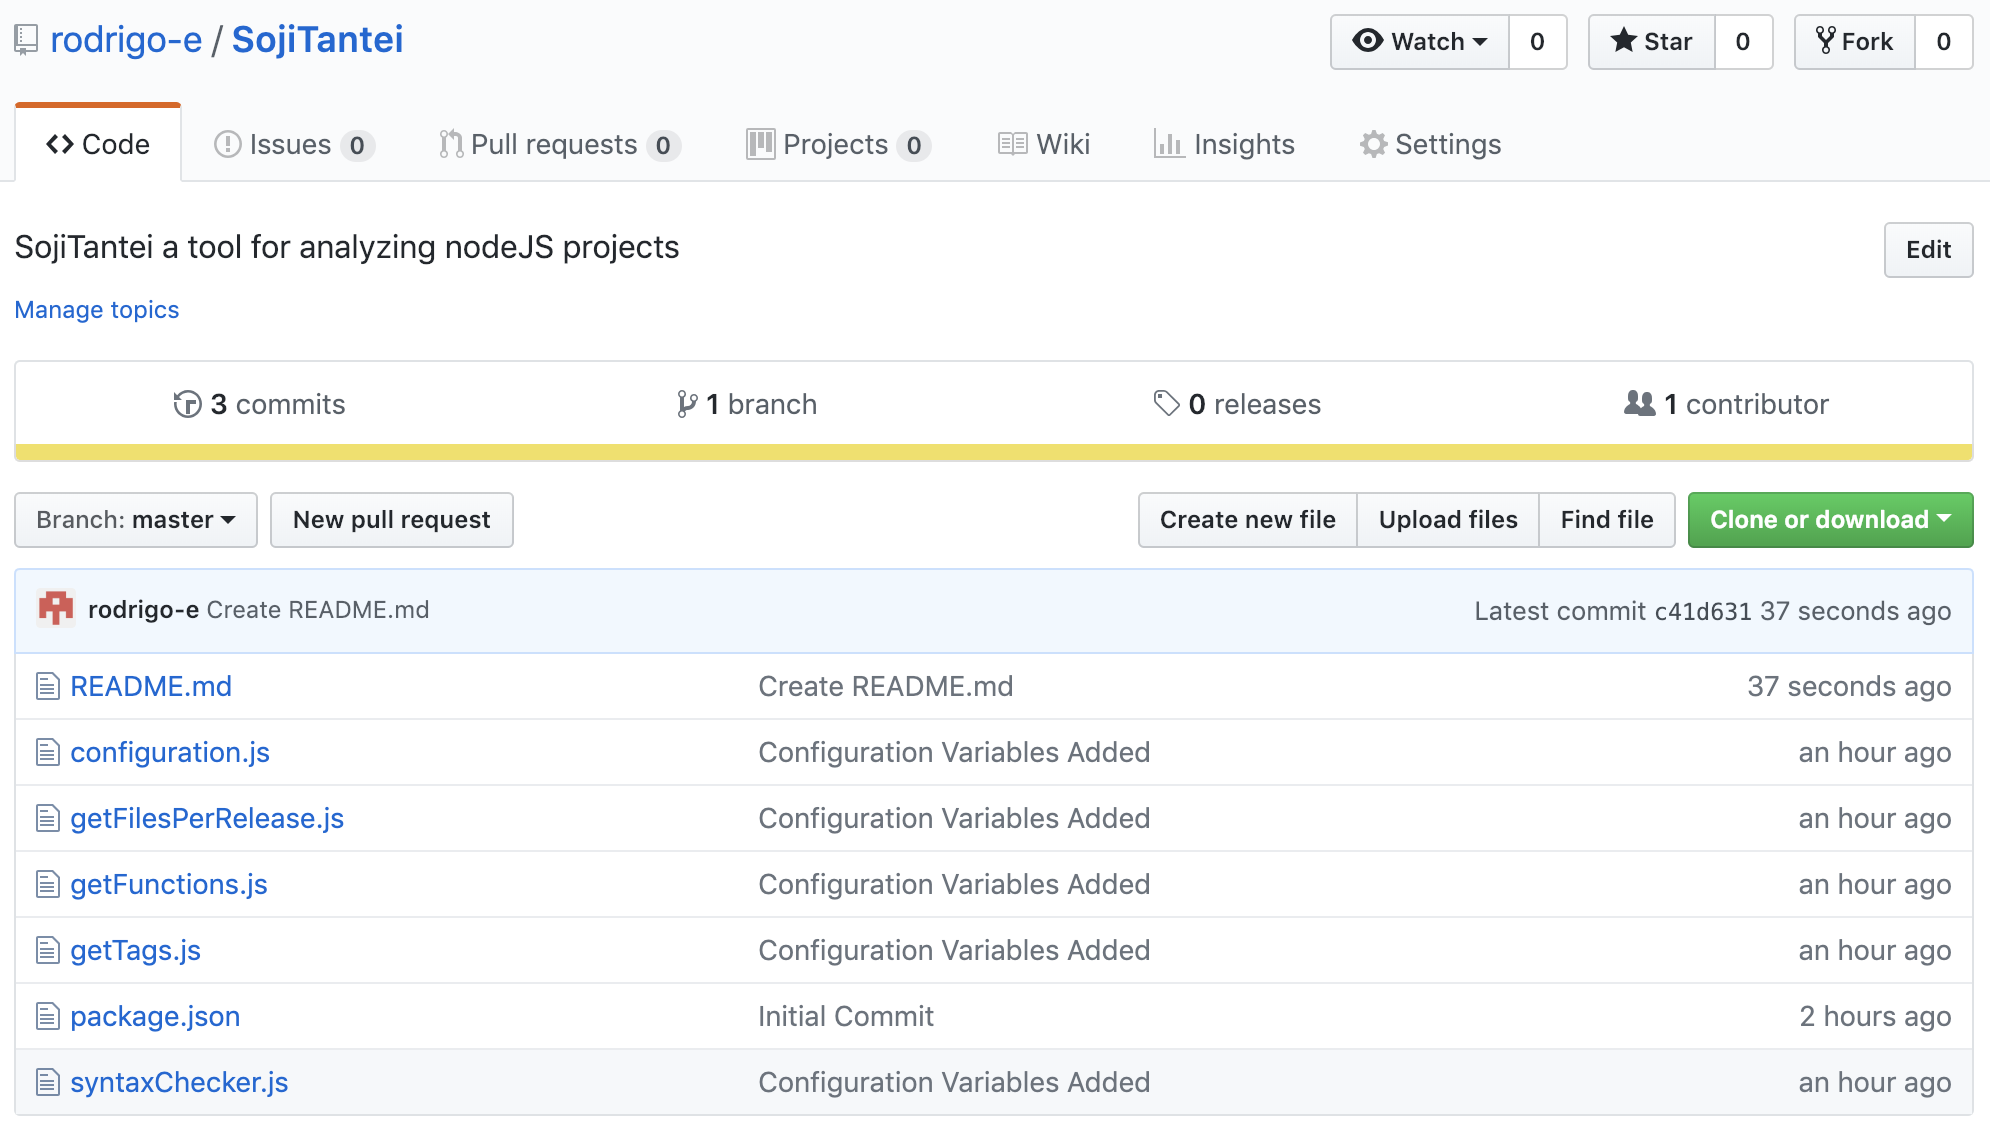 rodrigo-e / SojiTantei Watch 0 Star 0 Fork 0
Code Issues 0 Pull requests 0 Projects 0 Wiki Insights Settings
SojiTantei a tool for analyzing nodeJS projects Edit
Manage topics
3 commits 1 branch 0 releases 1 contributor
Branch: master New pull request Create new file Upload files Find file Clone or download
rodrigo-e Create README.md Latest commit c41d631 37 seconds ago
README.md Create README.md 37 seconds ago
configuration.js Configuration Variables Added an hour ago
getFilesPerRelease.js Configuration Variables Added an hour ago
getFunctions.js Configuration Variables Added an hour ago
getTags.js Configuration Variables Added an hour ago
package.json Initial Commit 2 hours ago
syntaxChecker.js Configuration Variables Added an hour ago